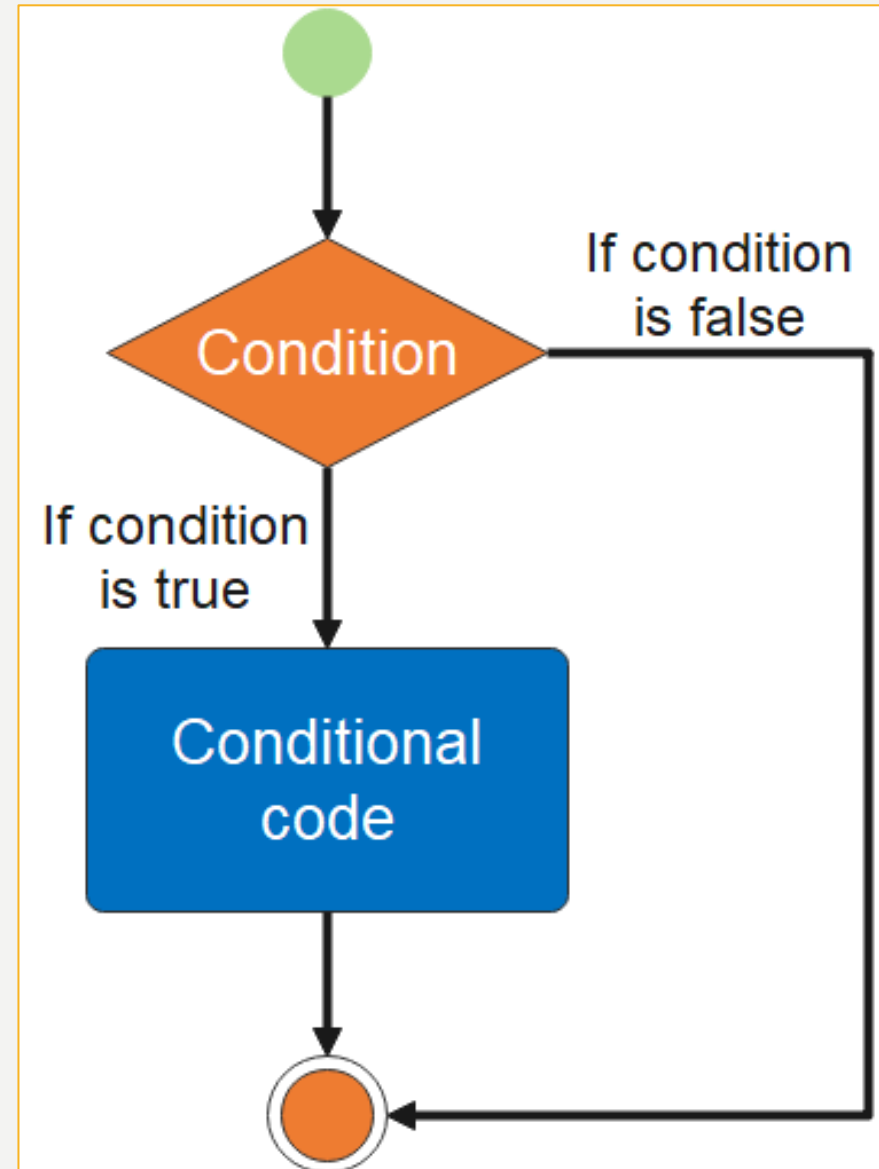 Condition
If condition
is false
If condition
is true
Conditional
code